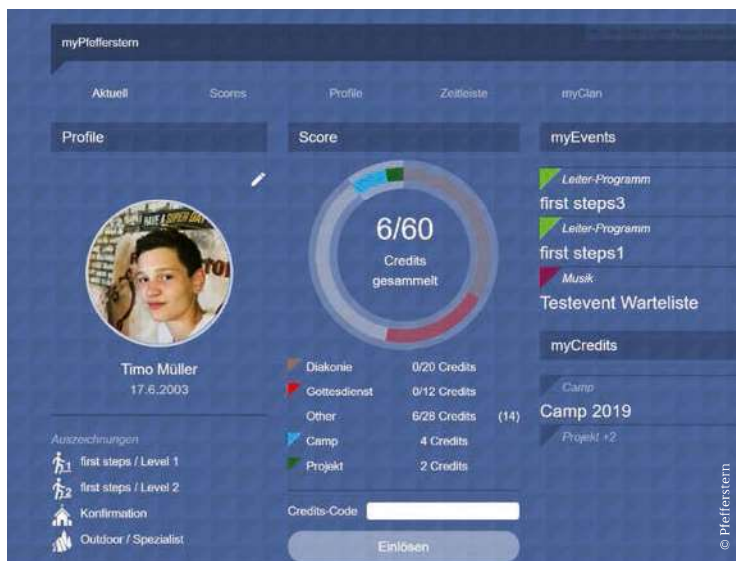 myPfefferstern
Aktuell Scores Profile Zeitleiste myClan
Profile
HAVE A SUPER DAY
Timo Müller
17.6.2003
Auszeichnungen
first steps / Level 1
first steps / Level 2
Konfirmation
Outdoor / Spezialist
Score
6/60
Credits
gesammelt
Diakonie 0/20 Credits
Gottesdienst 0/12 Credits
Other 6/28 Credits (14)
Camp 4 Credits
Projekt 2 Credits
Credits-Code
Einlösen
myEvents
Leiter-Programm
first steps3
Leiter-Programm
first steps1
Musik
Testevent Warteliste
myCredits
Camp
Camp 2019
Projekt +2
© Pfefferstern